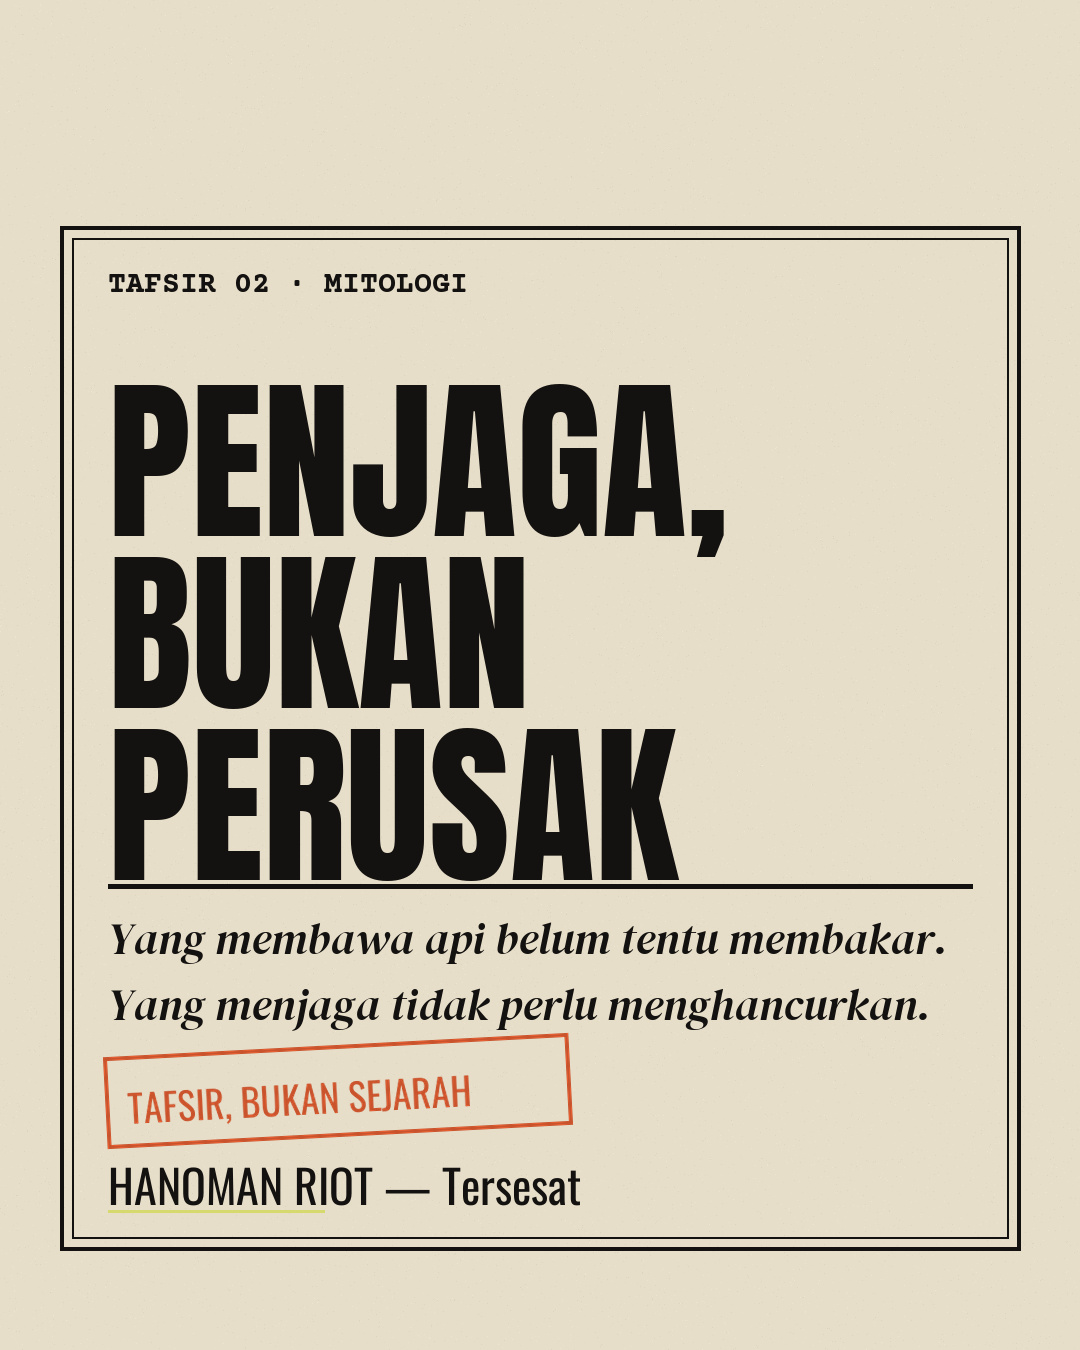 TAFSIR 02 · MITOLOGI
PENJAGA,
BUKAN
PERUSAK
Yang membawa api belum tentu membakar.
Yang menjaga tidak perlu menghancurkan.
TAFSIR, BUKAN SEJARAH
HANOMAN RIOT — Tersesat